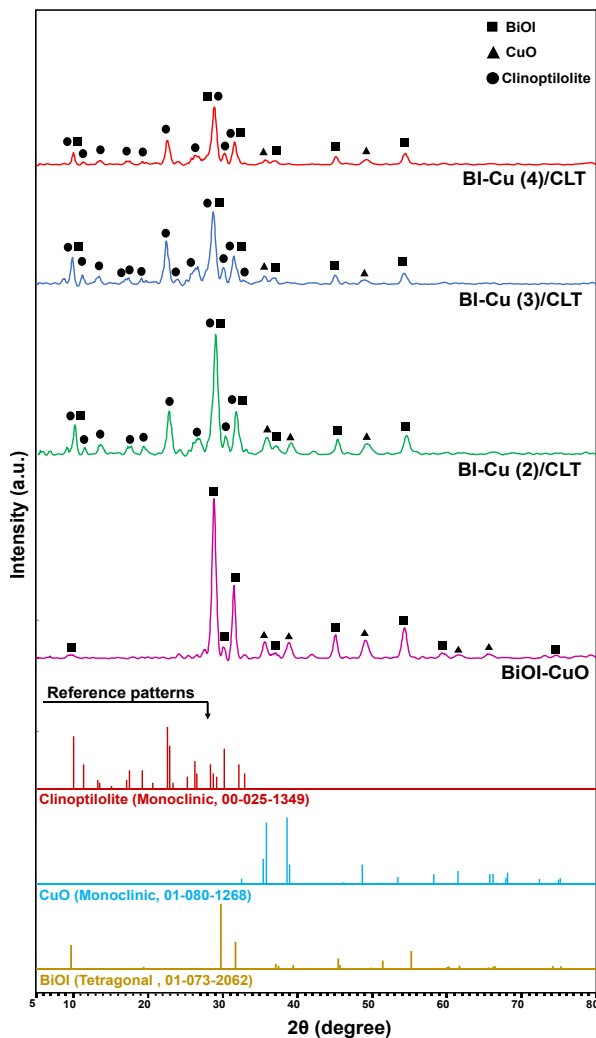 BiOI
CuO
Clinoptilolite
BI-Cu (4)/CLT
BI-Cu (3)/CLT
BI-Cu (2)/CLT
BiOI-CuO
Intensity (a.u.)
Reference patterns
Clinoptilolite (Monoclinic, 00-025-1349)
CuO (Monoclinic, 01-080-1268)
BiOI (Tetragonal , 01-073-2062)
5 10 20 30 40 50 60 70 80
2θ (degree)